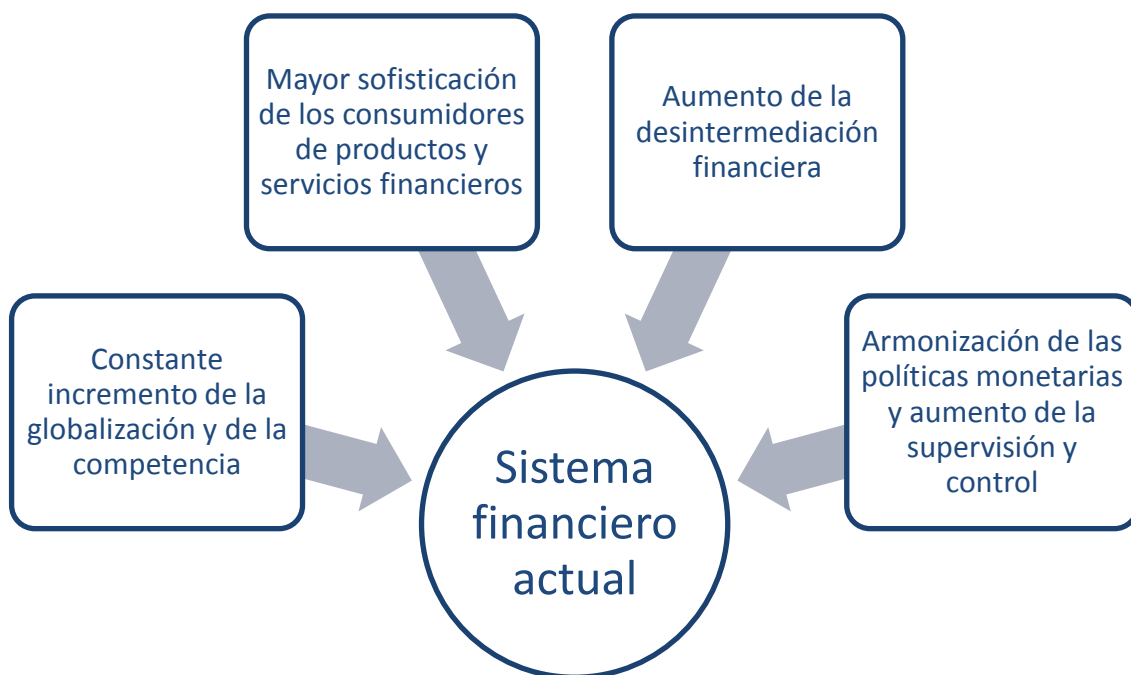 Mayor sofisticación
de los consumidores
de productos y
servicios financieros
Aumento de la
desintermediación
financiera
Constante
incremento de la
globalización y de la
competencia
Armonización de las
políticas monetarias
y aumento de la
supervisión y
control
Sistema
financiero
actual